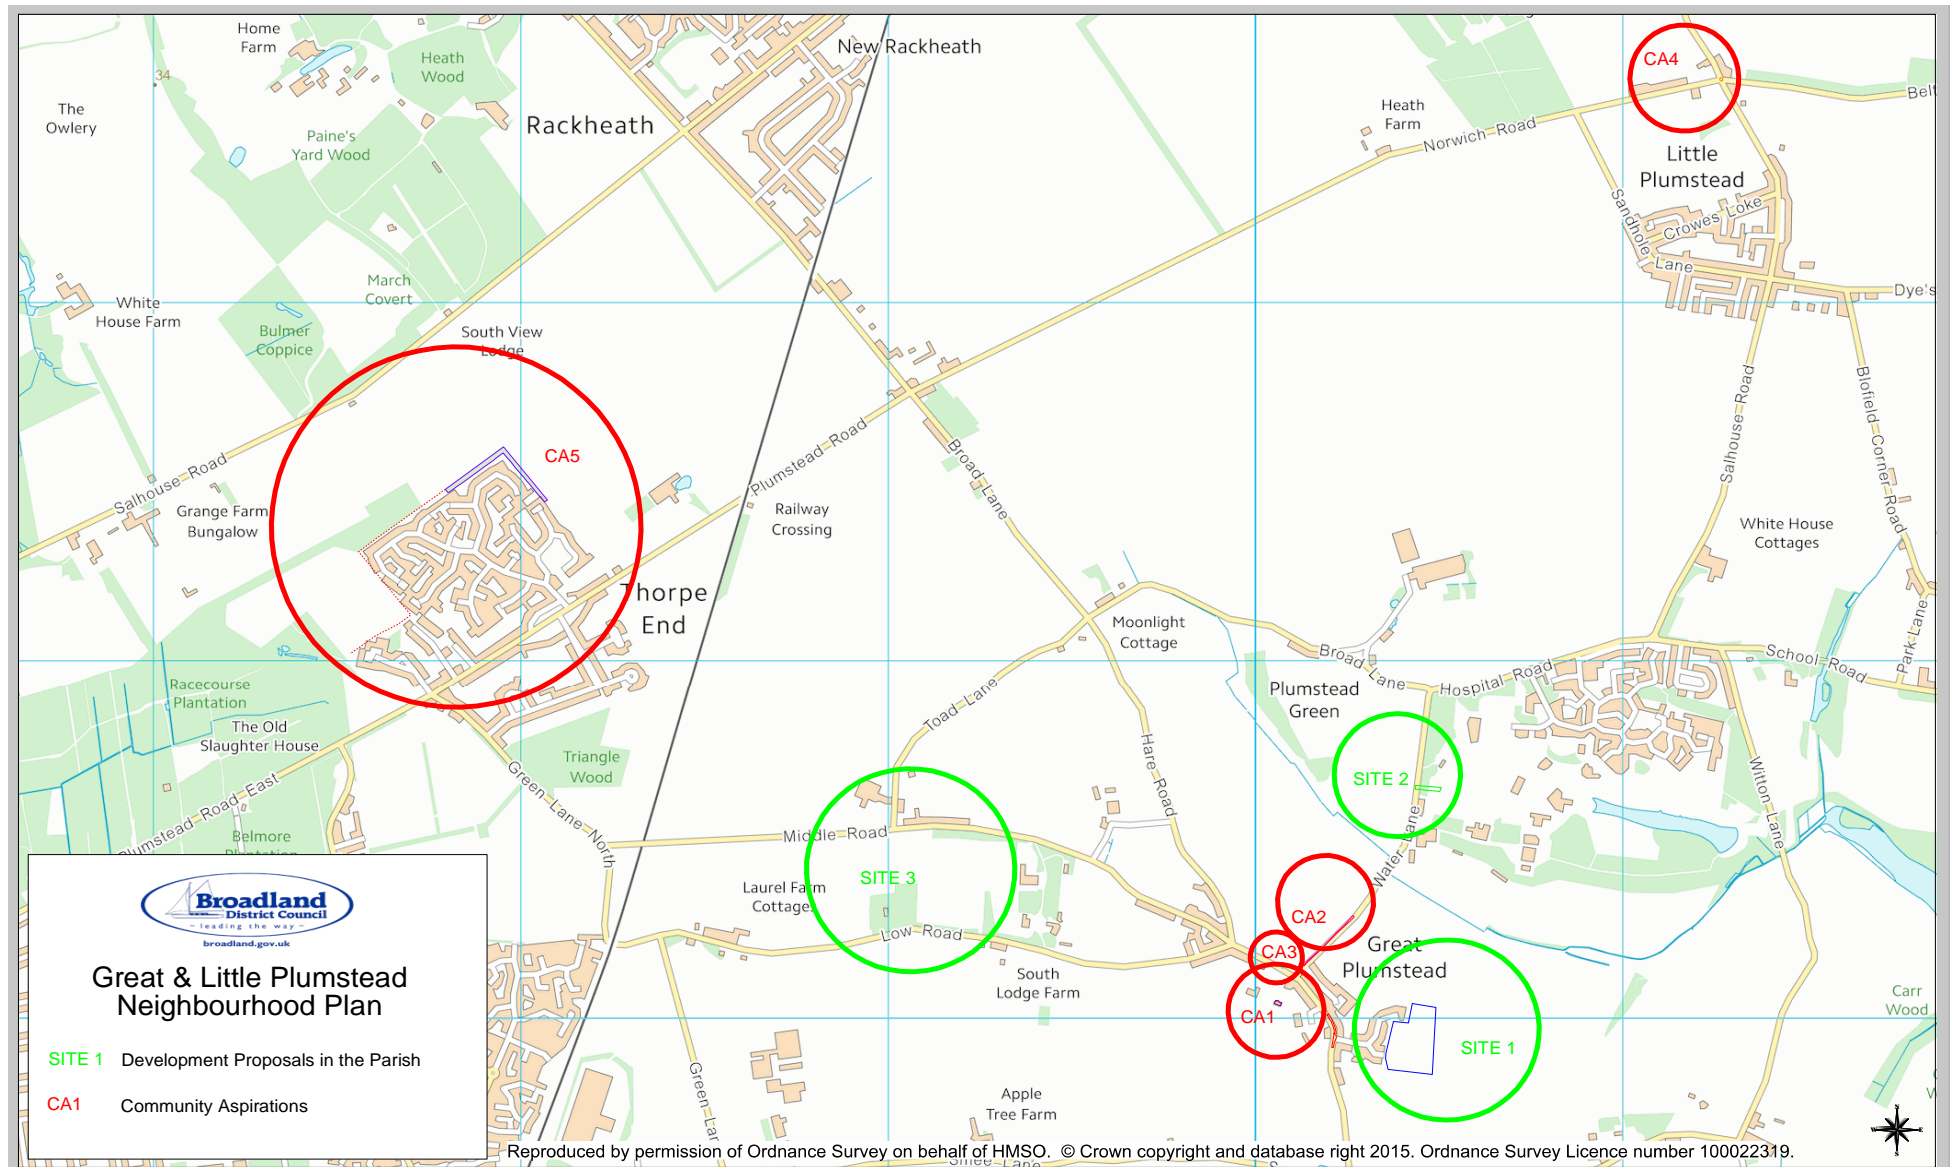 Home
Farm
34
Heath
Wood
New Rackheath
CA4
The
Owlery
Rackheath
Heath
Farm
Norwich Road
Paine's
Yard Wood
Little
Plumstead
Sandhole Lane
Crowes Loke
Dye's
March
Covert
White
House Farm
Bulmer
Coppice
South View
Lodge
Salhouse Road
Blofield Corner Road
CA5
Salhouse Road
Plumstead Road
Broad Lane
Grange Farm
Bungalow
Railway
Crossing
White House
Cottages
Thorpe
End
Moonlight
Cottage
Park Lane
Broad Lane
Hospital Road
School Road
Racecourse
Plantation
Toad Lane
Plumstead
Green
The Old
Slaughter House
Triangle
Wood
Hare Road
SITE 2
Witton Lane
Green Lane North
Plumstead Road East
Belmore
Plantation
Middle Road
Water Lane
SITE 3
Laurel Farm
Cottages
Low Road
CA2
CA3
Great
Plumstead
South
Lodge Farm
CA1
SITE 1
Carr
Wood
Green Lan
Apple
Tree Farm
Broadland
District Council
– leading the way –
broadland.gov.uk
Great & Little Plumstead
Neighbourhood Plan
SITE 1 Development Proposals in the Parish
CA1 Community Aspirations
Reproduced by permission of Ordnance Survey on behalf of HMSO. © Crown copyright and database right 2015. Ordnance Survey Licence number 100022319.